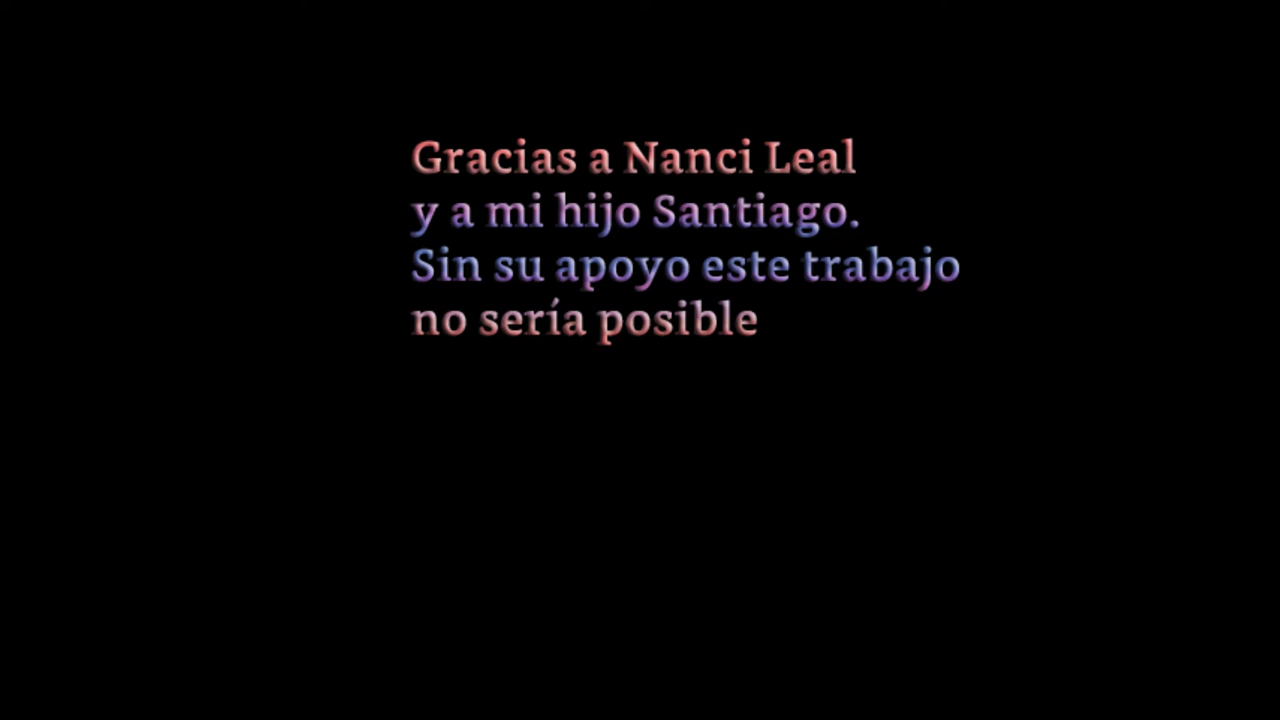 Gracias a Nanci Leal
y a mi hijo Santiago.
Sin su apoyo este trabajo
no sería posible